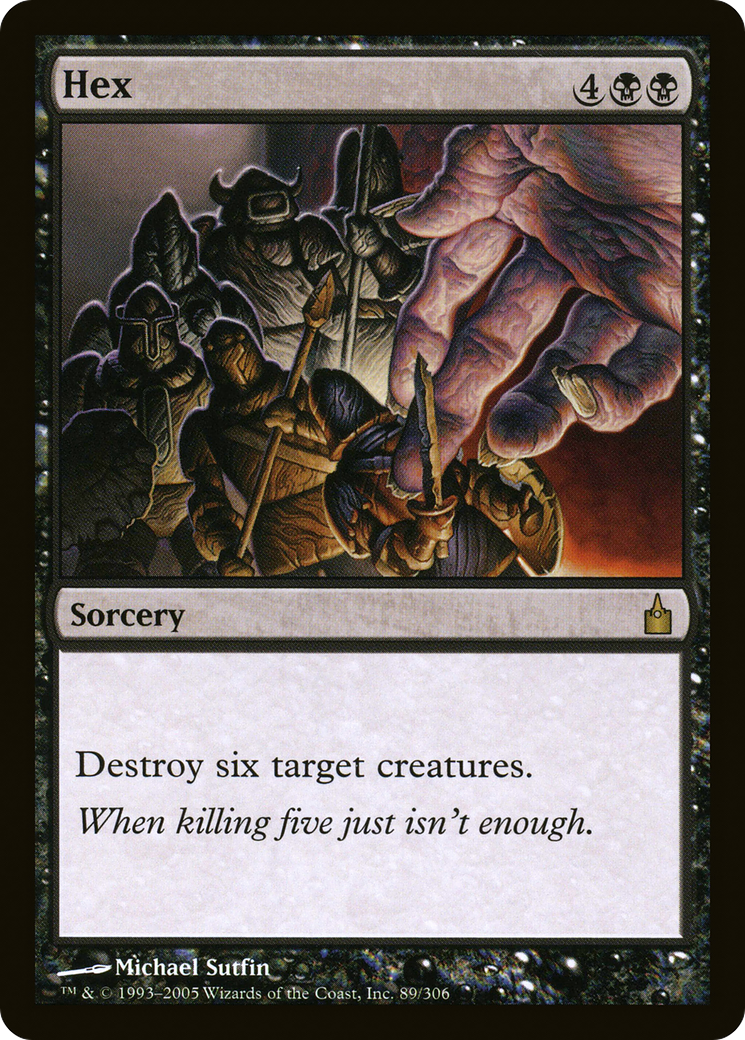 Hex 4
Sorcery
Destroy six target creatures.
When killing five just isn't enough.
Michael Sutfin
™ & © 1993–2005 Wizards of the Coast, Inc. 89/306